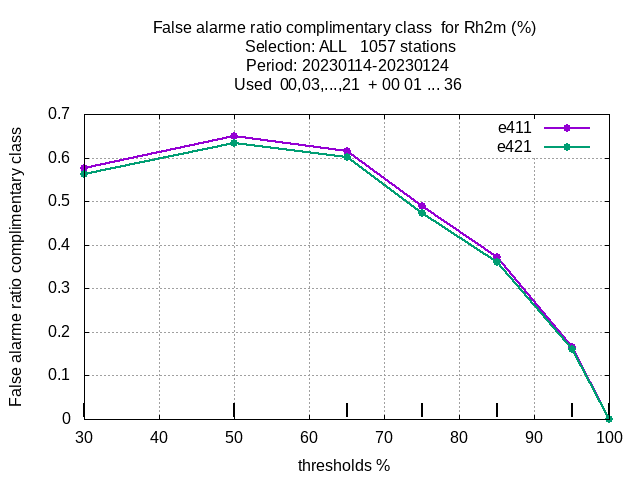 False alarme ratio complimentary class  for Rh2m (%)
Selection: ALL   1057 stations
Period: 20230114-20230124
Used  00,03,...,21  + 00 01 ... 36
e411
e421
False alarme ratio complimentary class
0.7
0.6
0.5
0.4
0.3
0.2
0.1
0
30 40 50 60 70 80 90 100
thresholds %